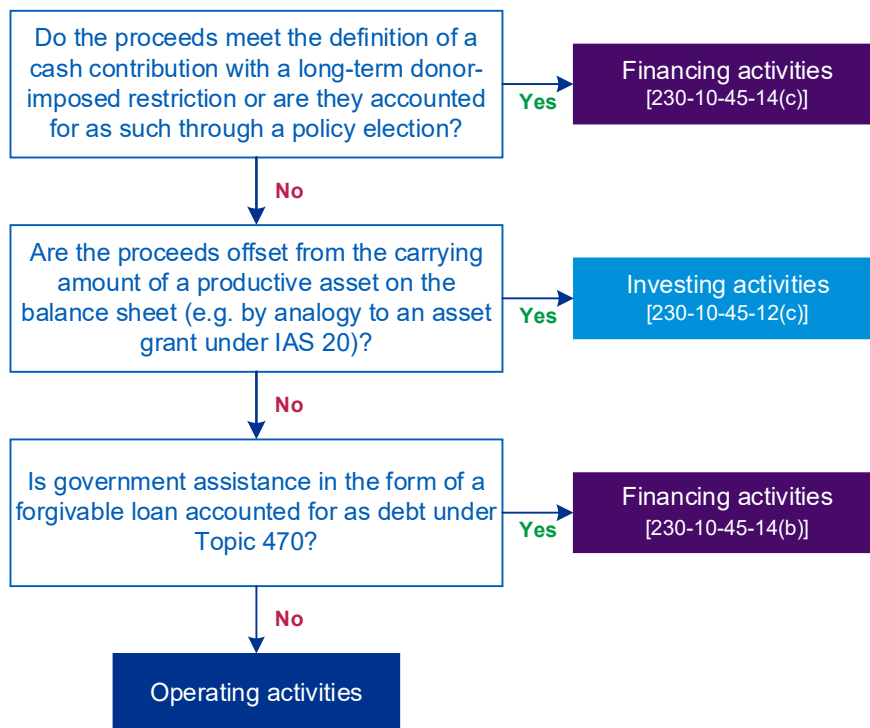 Do the proceeds meet the definition of a
cash contribution with a long-term donor-
imposed restriction or are they accounted
for as such through a policy election?
Yes
Financing activities
[230-10-45-14(c)]
No
Are the proceeds offset from the carrying
amount of a productive asset on the
balance sheet (e.g. by analogy to an asset
grant under IAS 20)?
Yes
Investing activities
[230-10-45-12(c)]
No
Is government assistance in the form of a
forgivable loan accounted for as debt under
Topic 470?
Yes
Financing activities
[230-10-45-14(b)]
No
Operating activities